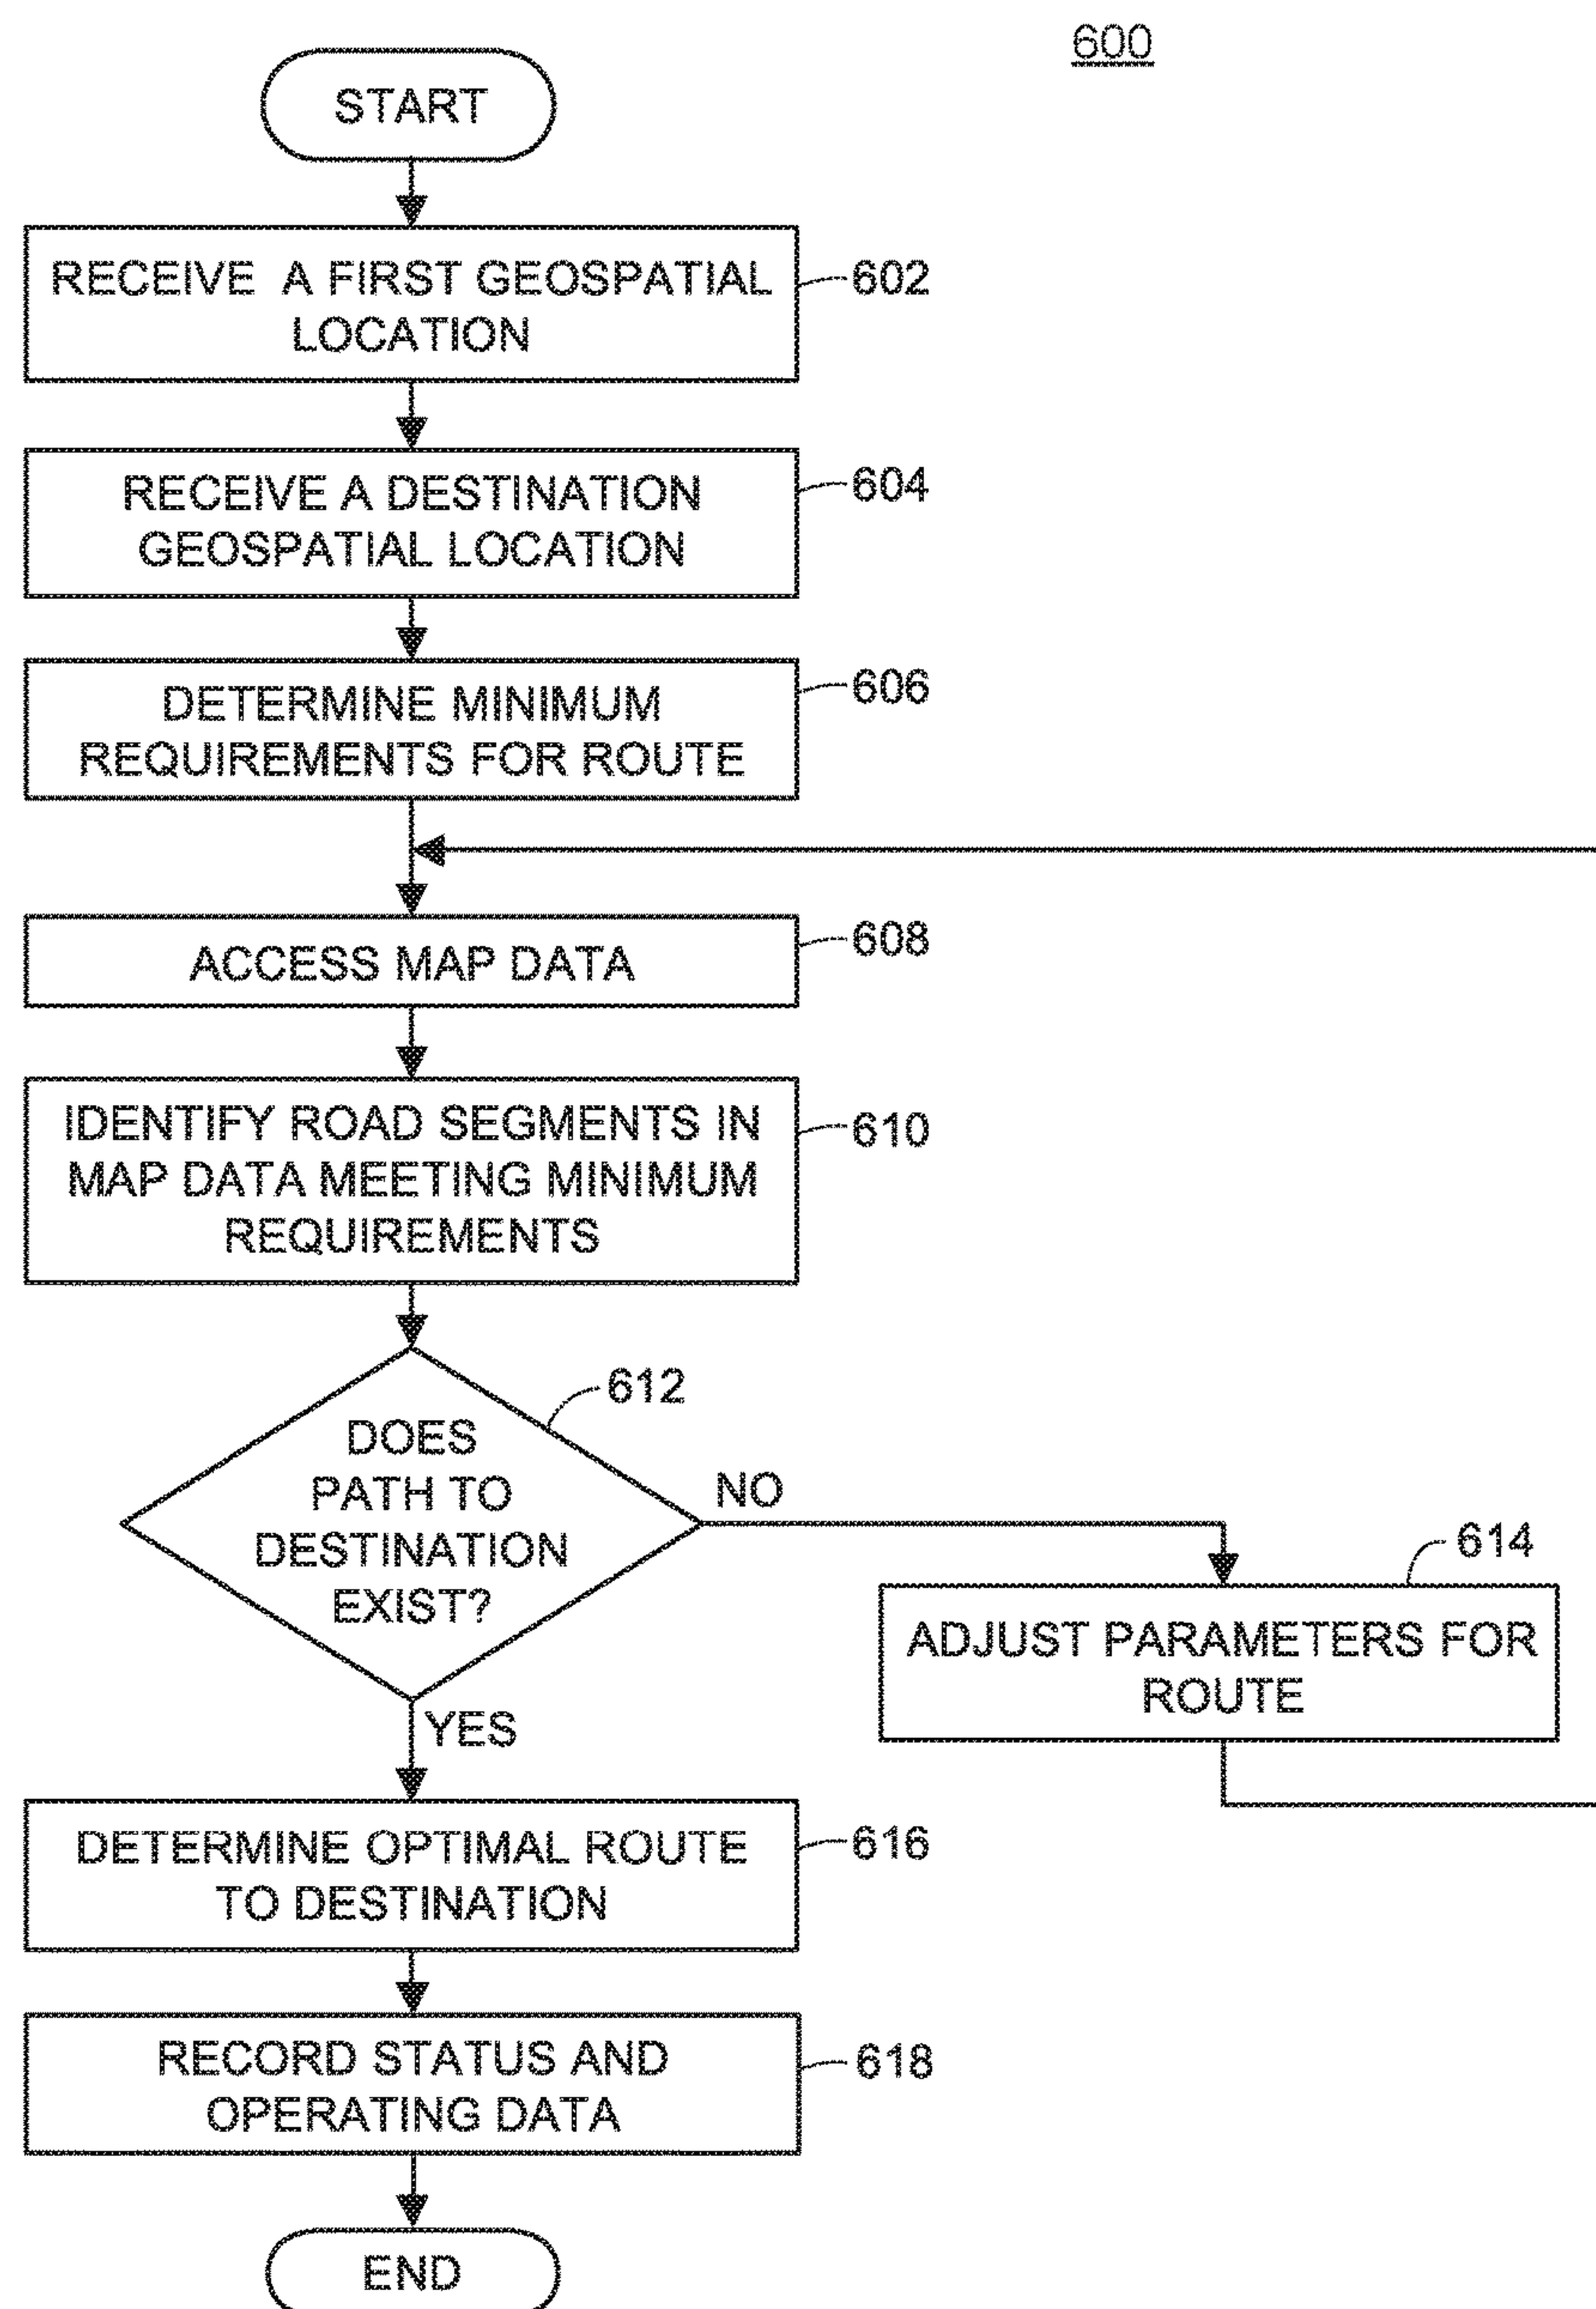 600
START
RECEIVE A FIRST GEOSPATIAL
LOCATION
602
RECEIVE A DESTINATION
GEOSPATIAL LOCATION
604
DETERMINE MINIMUM
REQUIREMENTS FOR ROUTE
606
ACCESS MAP DATA
608
IDENTIFY ROAD SEGMENTS IN
MAP DATA MEETING MINIMUM
REQUIREMENTS
610
DOES
PATH TO
DESTINATION
EXIST?
612
NO
ADJUST PARAMETERS FOR
ROUTE
614
YES
DETERMINE OPTIMAL ROUTE
TO DESTINATION
616
RECORD STATUS AND
OPERATING DATA
618
END